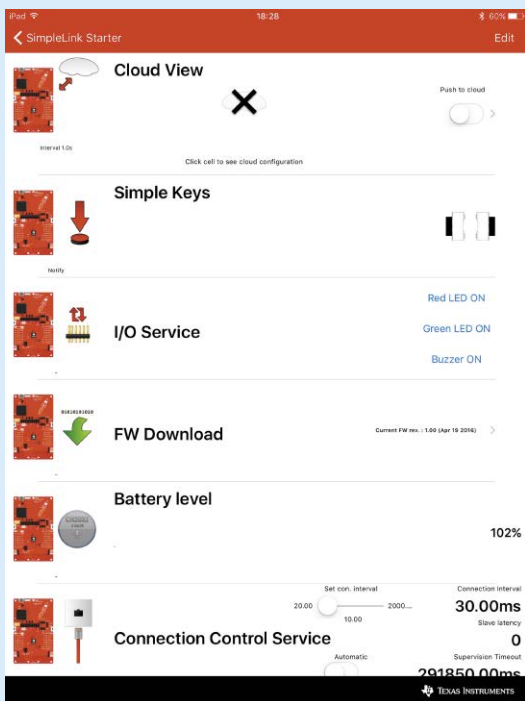 iPad 18:28 60%
SimpleLink Starter Edit
Cloud View
Push to cloud
Interval 1.0s
Click cell to see cloud configuration
Simple Keys
Notify
Red LED ON
I/O Service
Green LED ON
Buzzer ON
-
01010101010
FW Download
Current FW rev. : 1.00 (Apr 19 2016)
-
Battery level
102%
-
-
Set con. interval
Connection Interval
20.00 2000...
30.00ms
10.00
Slave latency
Connection Control Service
0
Automatic
Supervision Timeout
291850.00ms
TEXAS INSTRUMENTS